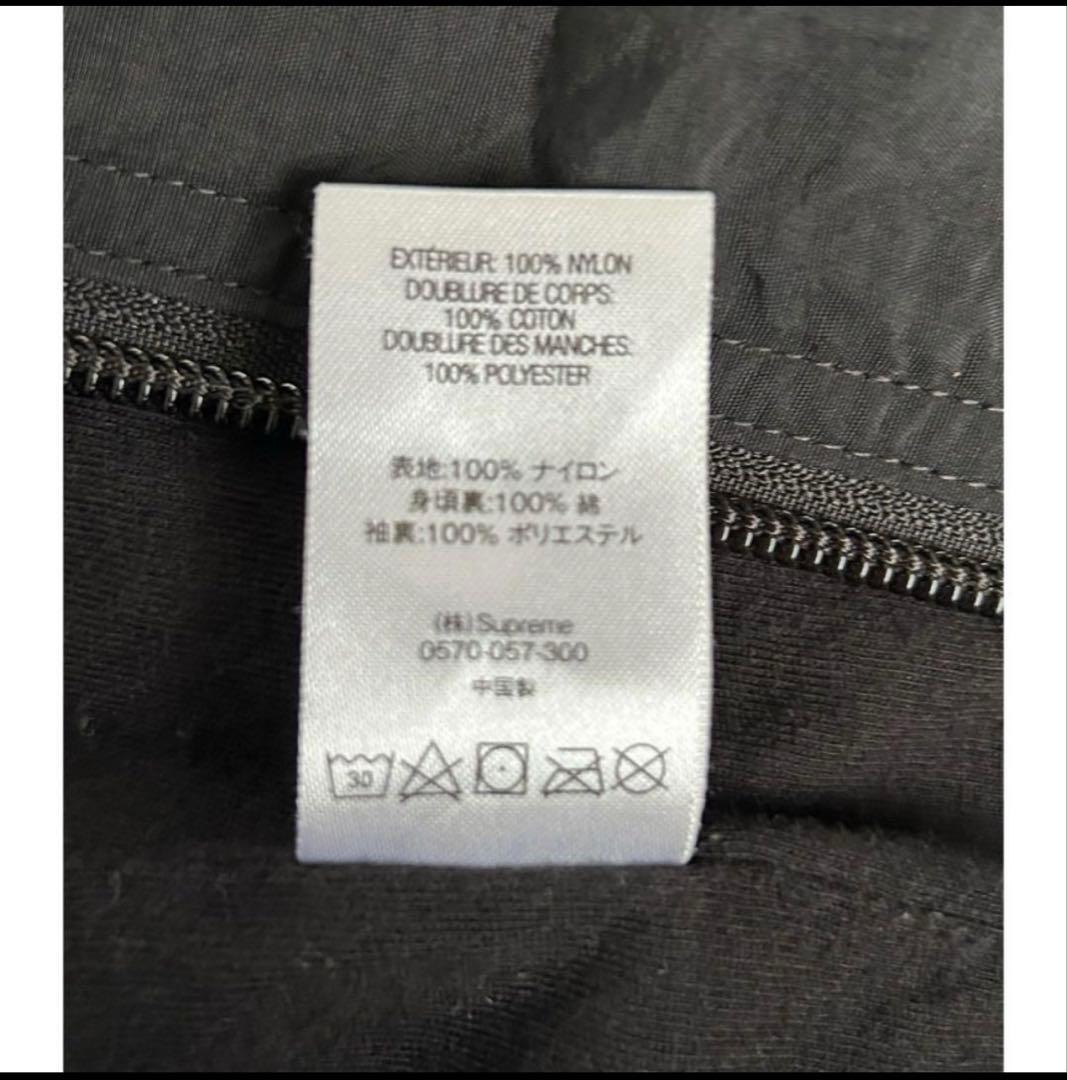 EXTÉRIEUR: 100% NYLON
DOUBLURE DE CORPS:
100% COTON
DOUBLURE DES MANCHES:
100% POLYESTER
表地:100% ナイロン
身頃裏:100% 綿
袖裏:100% ポリエステル
(株)Supreme
0570-057-300
中国製
30